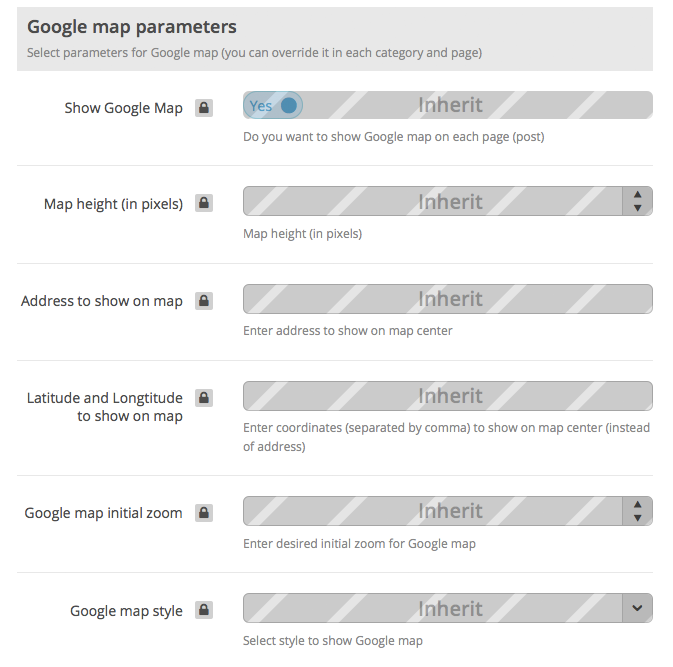 Google map parameters
Select parameters for Google map (you can override it in each category and page)
Show Google Map
Yes
Inherit
Do you want to show Google map on each page (post)
Map height (in pixels)
Inherit
Map height (in pixels)
Address to show on map
Inherit
Enter address to show on map center
Latitude and Longtitude
to show on map
Inherit
Enter coordinates (separated by comma) to show on map center (instead
of address)
Google map initial zoom
Inherit
Enter desired initial zoom for Google map
Google map style
Inherit
Select style to show Google map